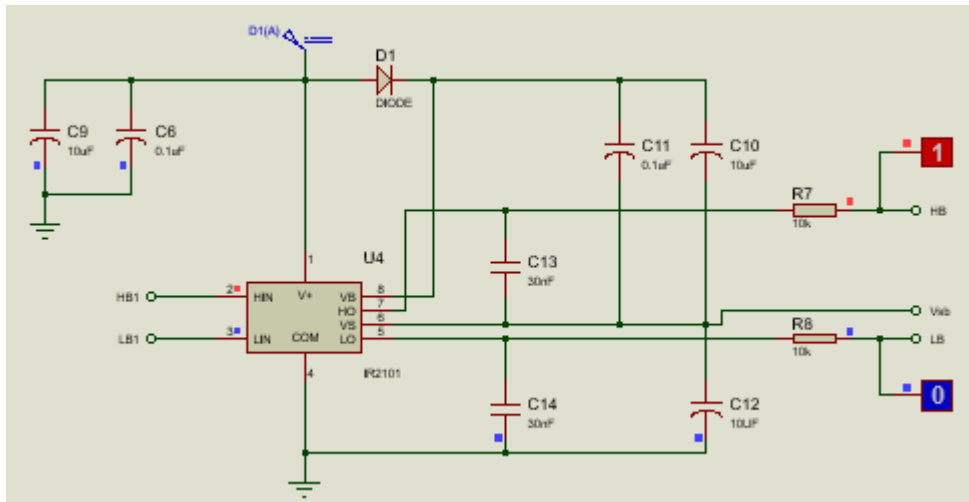 D1(A)
D1
DIODE
C9
10uF
C6
0.1uF
C11
0.1uF
C10
10uF
1
R7
10k
HB
1
U4
C13
30nF
HB1
2
HIN
V+
VB
8
HO
7
VS
6
LO
5
LB1
3
LIN
COM
IR2101
4
Vsb
R8
10k
LB
0
C14
30nF
C12
10UF